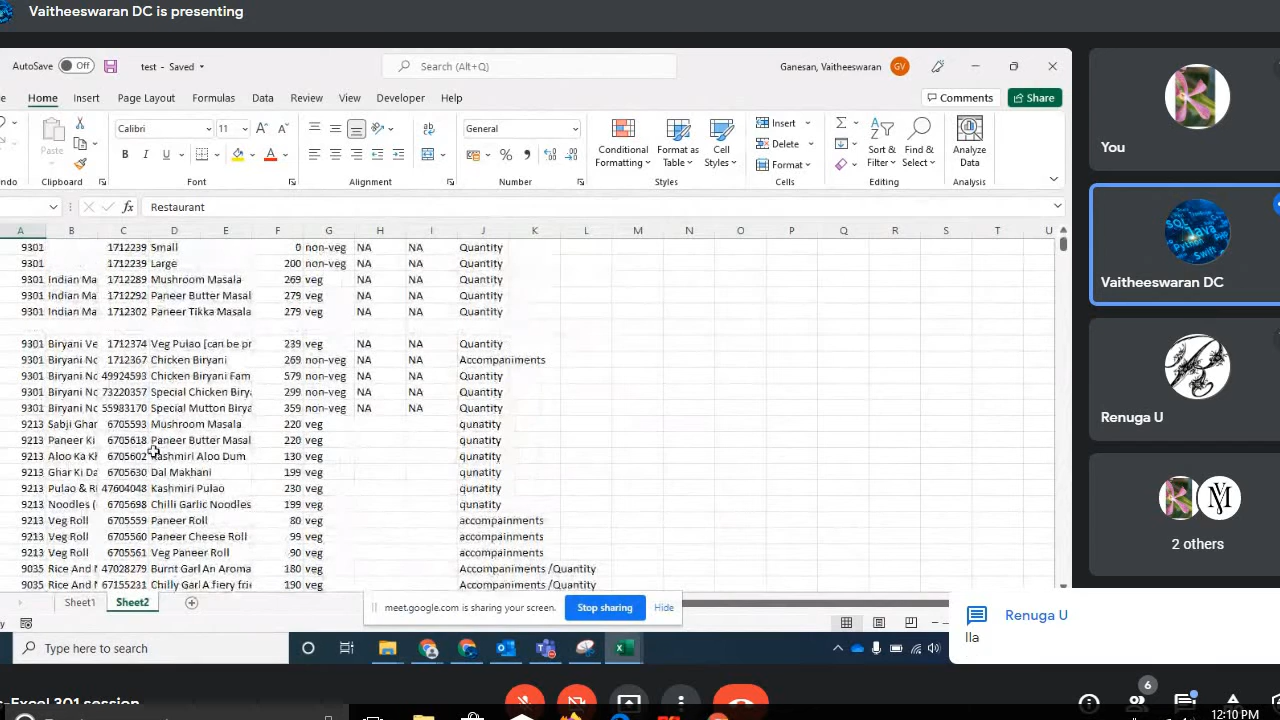 Vaitheeswaran DC is presenting
AutoSave Off test - Saved Search (Alt+Q) Ganesan, Vaitheeswaran GV
Home Insert Page Layout Formulas Data Review View Developer Help Comments Share
Paste Calibri 11 General Conditional Formatting Format as Table Cell Styles Insert Delete Format Sort & Filter Find & Select Analyze Data
Clipboard Font Alignment Number Styles Cells Editing Analysis
fx Restaurant
A B C D E F G H I J K L M N O P Q R S T U
9301 1712239 Small 0 non-veg NA NA Quantity
9301 1712239 Large 200 non-veg NA NA Quantity
9301 Indian Ma 1712289 Mushroom Masala 269 veg NA NA Quantity
9301 Indian Ma 1712292 Paneer Butter Masal 279 veg NA NA Quantity
9301 Indian Ma 1712302 Paneer Tikka Masala 279 veg NA NA Quantity
9301 Biryani Ve 1712374 Veg Pulao [can be pr 239 veg NA NA Quantity
9301 Biryani No 1712367 Chicken Biryani 269 non-veg NA NA Accompaniments
9301 Biryani No 49924593 Chicken Biryani Fam 579 non-veg NA NA Quantity
9301 Biryani No 73220357 Special Chicken Birya 299 non-veg NA NA Quantity
9301 Biryani No 55983170 Special Mutton Birya 359 non-veg NA NA Quantity
9213 Sabji Ghar 6705593 Mushroom Masala 220 veg qunatity
9213 Paneer Ki 6705618 Paneer Butter Masal 220 veg qunatity
9213 Aloo Ka Kh 6705602 Kashmiri Aloo Dum 130 veg qunatity
9213 Ghar Ki Da 6705630 Dal Makhani 199 veg qunatity
9213 Pulao & Ri 47604048 Kashmiri Pulao 230 veg qunatity
9213 Noodles ( 6705698 Chilli Garlic Noodles 199 veg qunatity
9213 Veg Roll 6705559 Paneer Roll 80 veg accompainments
9213 Veg Roll 6705560 Paneer Cheese Roll 99 veg accompainments
9213 Veg Roll 6705561 Veg Paneer Roll 90 veg accompainments
9035 Rice And N 47028279 Burnt Garl An Aroma 180 veg Accompaniments /Quantity
9035 Rice And N 67155231 Chilly Garl A fiery frie 190 veg Accompaniments /Quantity
Sheet1 Sheet2
meet.google.com is sharing your screen. Stop sharing Hide
Type here to search
You
Vaitheeswaran DC
Renuga U
2 others
Renuga U
lla
Excel 301 session
6
12:10 PM